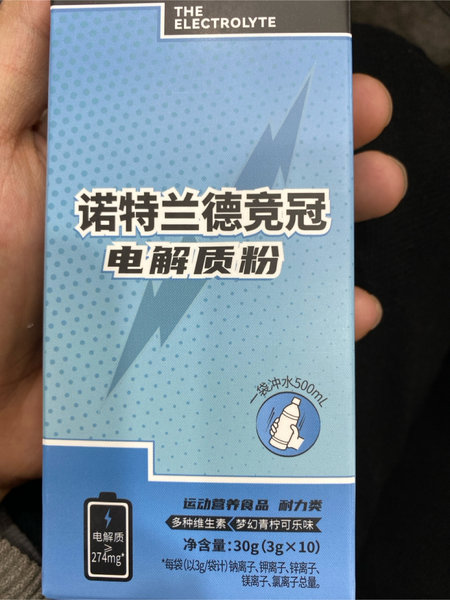 THE
ELECTROLYTE
诺特兰德竞冠
电解质粉
一袋冲水500mL
运动营养食品 耐力类
多种维生素 梦幻青柠可乐味
净含量:30g(3g×10)
*每袋(以3g/袋计)钠离子、钾离子、锌离子、
镁离子、氯离子总量。
电解质
≥
274mg*